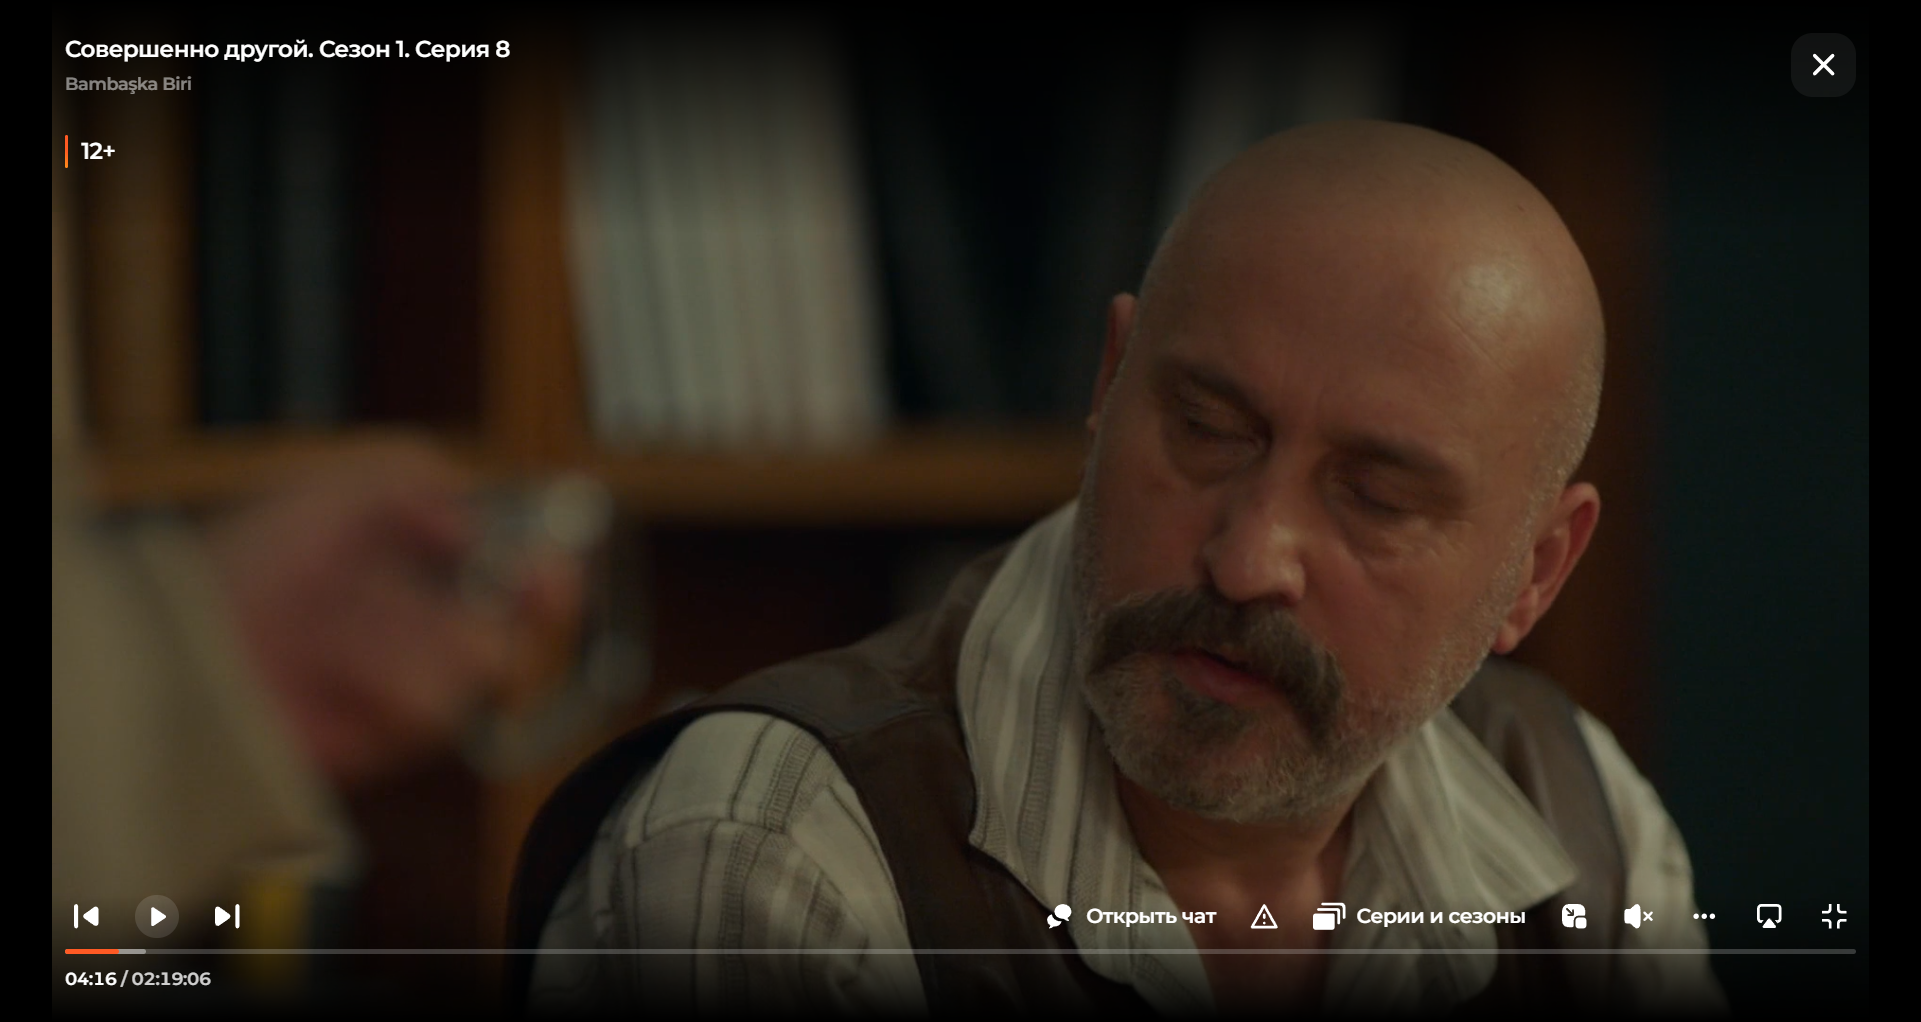 Совершенно другой. Сезон 1. Серия 8
Bambaşka Biri
12+
Открыть чат
Серии и сезоны
04:16 / 02:19:06